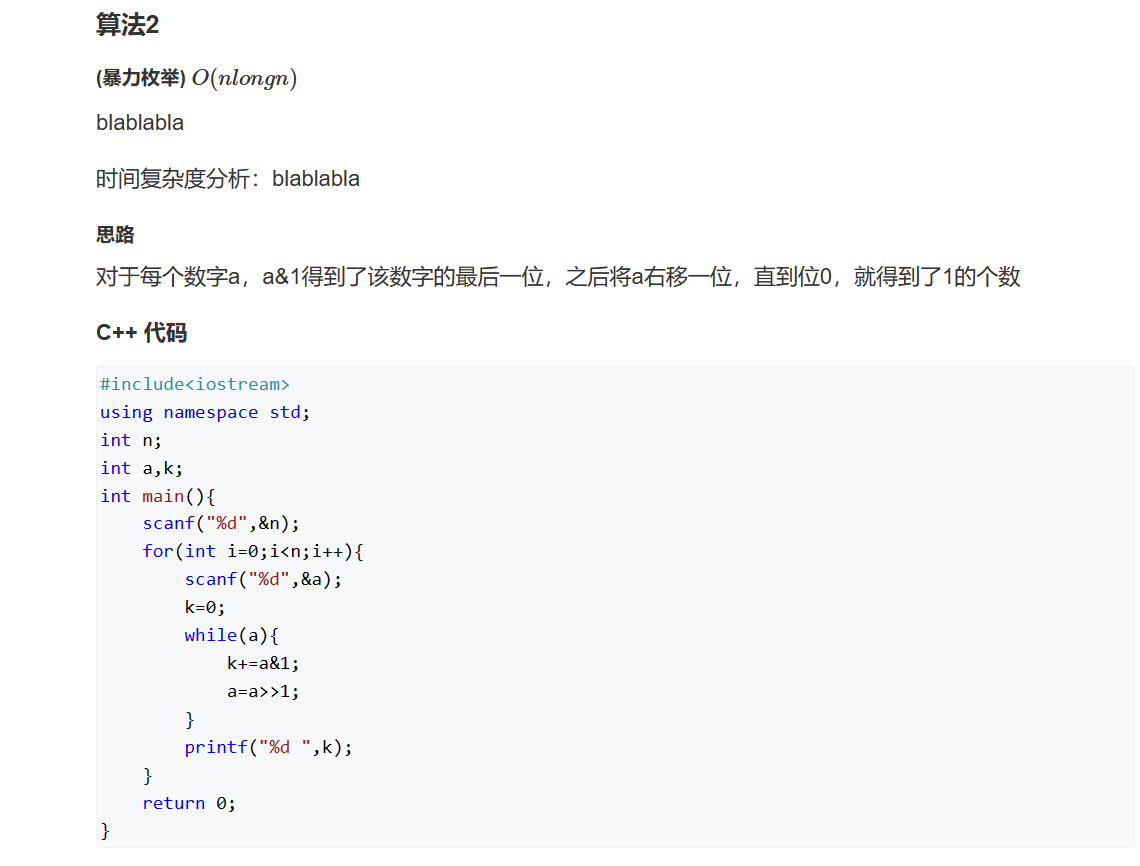 算法2
(暴力枚举) O(nlongn)
blablabla
时间复杂度分析：blablabla
思路
对于每个数字a，a&1得到了该数字的最后一位，之后将a右移一位，直到位0，就得到了1的个数
C++ 代码
#include<iostream>
using namespace std;
int n;
int a,k;
int main(){
    scanf("%d",&n);
    for(int i=0;i<n;i++){
        scanf("%d",&a);
        k=0;
        while(a){
            k+=a&1;
            a=a>>1;
        }
        printf("%d ",k);
    }
    return 0;
}